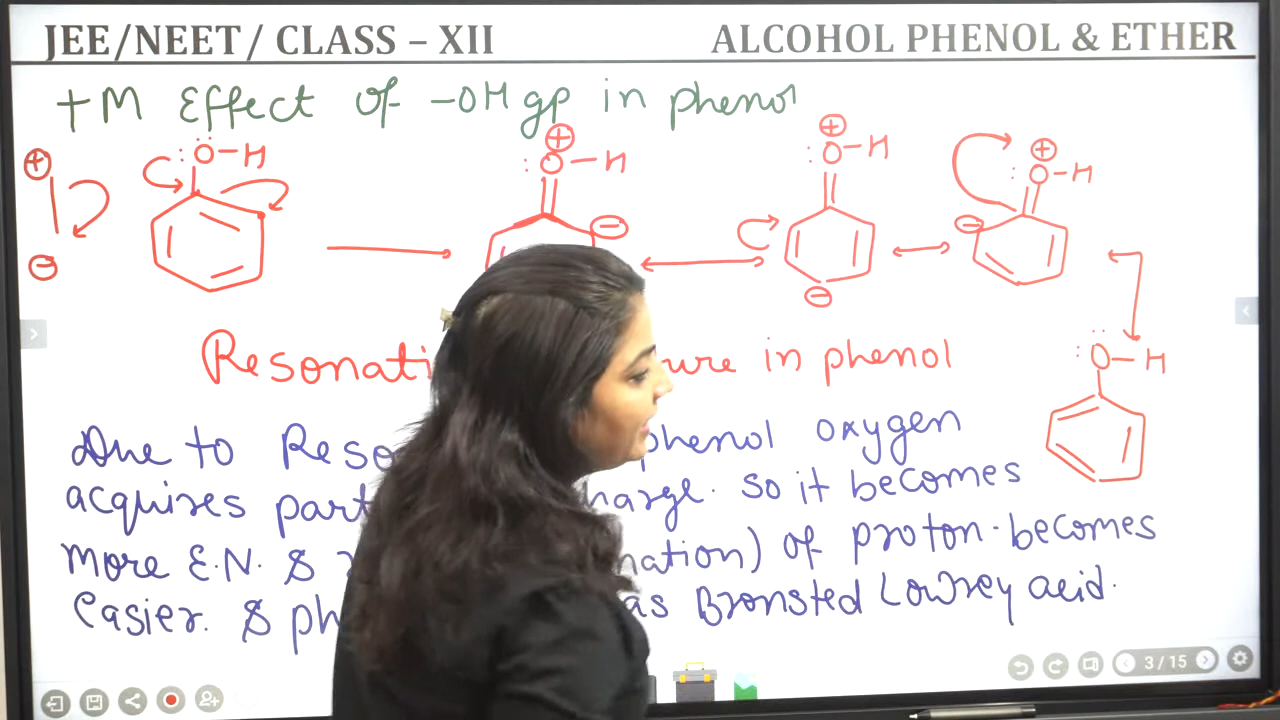 JEE/NEET/ CLASS – XII
ALCOHOL PHENOL & ETHER
+M Effect of -OH gp in phenol
+
:Ö-H
⊕
:O-H
⊕
:O-H
⊕
:O-H
⊖
⊖
⊖
⊖
Resonati ure in phenol
:Ö-H
Due to Reso phenol oxygen
acquires part harge. so it becomes
more E.N. & nation) of proton. becomes
easier. & ph as Bronsted Lowrey acid.
3/15